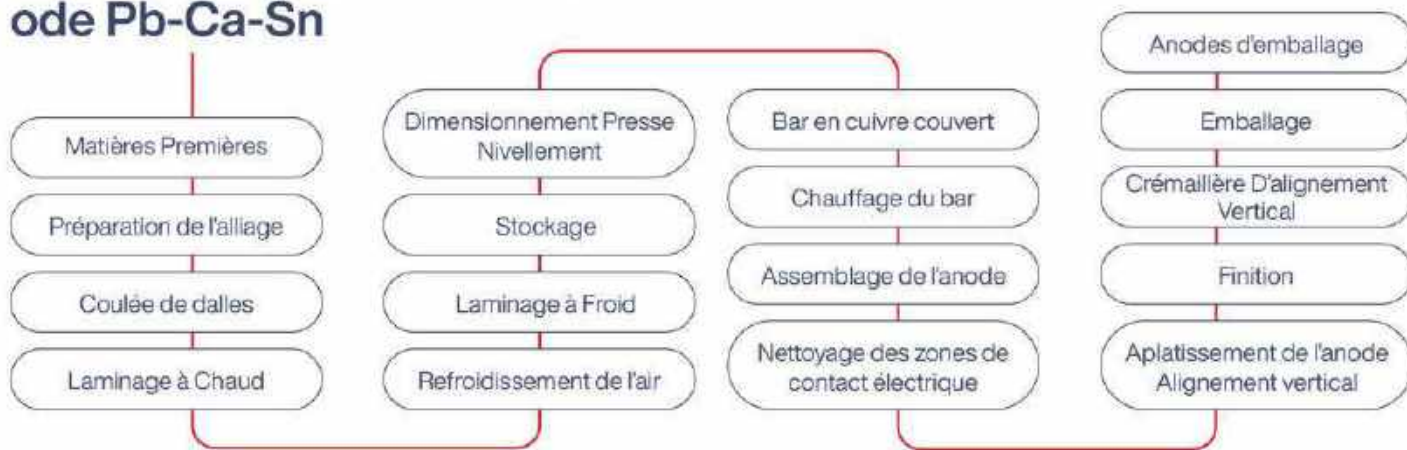 ode Pb-Ca-Sn
Matières Premières
Préparation de l'alliage
Coulée de dalles
Laminage à Chaud
Dimensionnement Presse
Nivellement
Stockage
Laminage à Froid
Refroidissement de l'air
Bar en cuivre couvert
Chauffage du bar
Assemblage de l'anode
Nettoyage des zones de
contact électrique
Anodes d'emballage
Emballage
Crémaillère D'alignement
Vertical
Finition
Aplatissement de l'anode
Alignement vertical